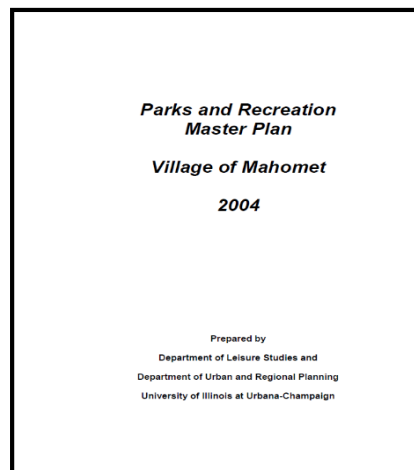 Parks and Recreation
Master Plan
Village of Mahomet
2004
Prepared by
Department of Leisure Studies and
Department of Urban and Regional Planning
University of Illinois at Urbana-Champaign